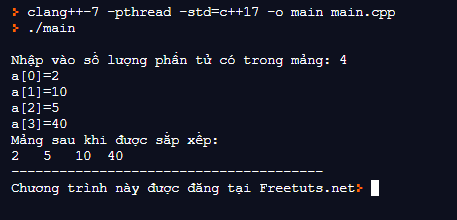 > clang++-7 -pthread -std=c++17 -o main main.cpp
> ./main
Nhập vào số lượng phần tử có trong mảng: 4
a[0]=2
a[1]=10
a[2]=5
a[3]=40
Mảng sau khi được sắp xếp:
2 5 10 40
---------------------------------------
Chương trình này được đăng tại Freetuts.net>